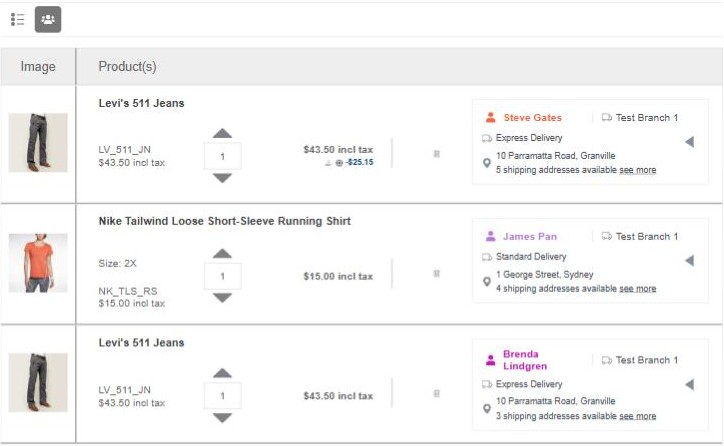 Image
Product(s)
Levi's 511 Jeans
LV_511_JN
$43.50 incl tax
1
$43.50 incl tax
-$25.15
Steve Gates
Test Branch 1
Express Delivery
10 Parramatta Road, Granville
5 shipping addresses available see more
Nike Tailwind Loose Short-Sleeve Running Shirt
Size: 2X
NK_TLS_RS
$15.00 incl tax
1
$15.00 incl tax
James Pan
Test Branch 1
Standard Delivery
1 George Street, Sydney
4 shipping addresses available see more
Levi's 511 Jeans
LV_511_JN
$43.50 incl tax
1
$43.50 incl tax
Brenda
Lindgren
Test Branch 1
Express Delivery
10 Parramatta Road, Granville
3 shipping addresses available see more